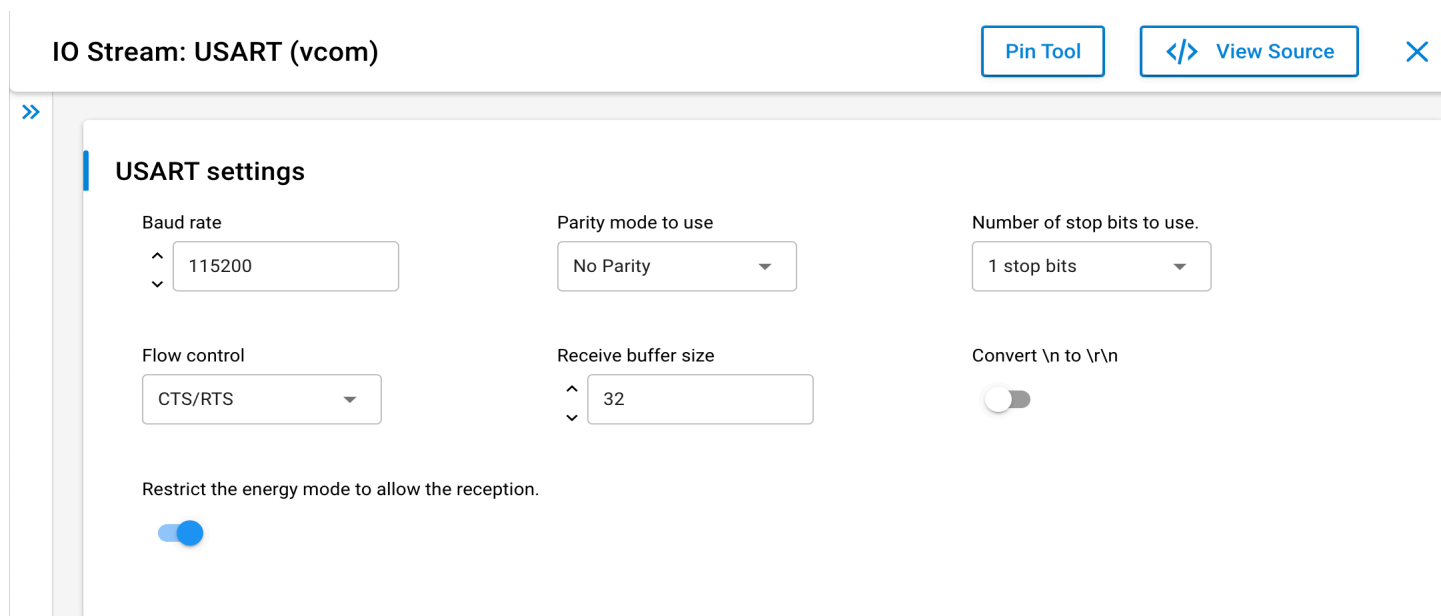 IO Stream: USART (vcom)
Pin Tool
</> View Source
USART settings
Baud rate
Parity mode to use
Number of stop bits to use.
115200
No Parity
1 stop bits
Flow control
Receive buffer size
Convert \n to \r\n
CTS/RTS
32
Restrict the energy mode to allow the reception.